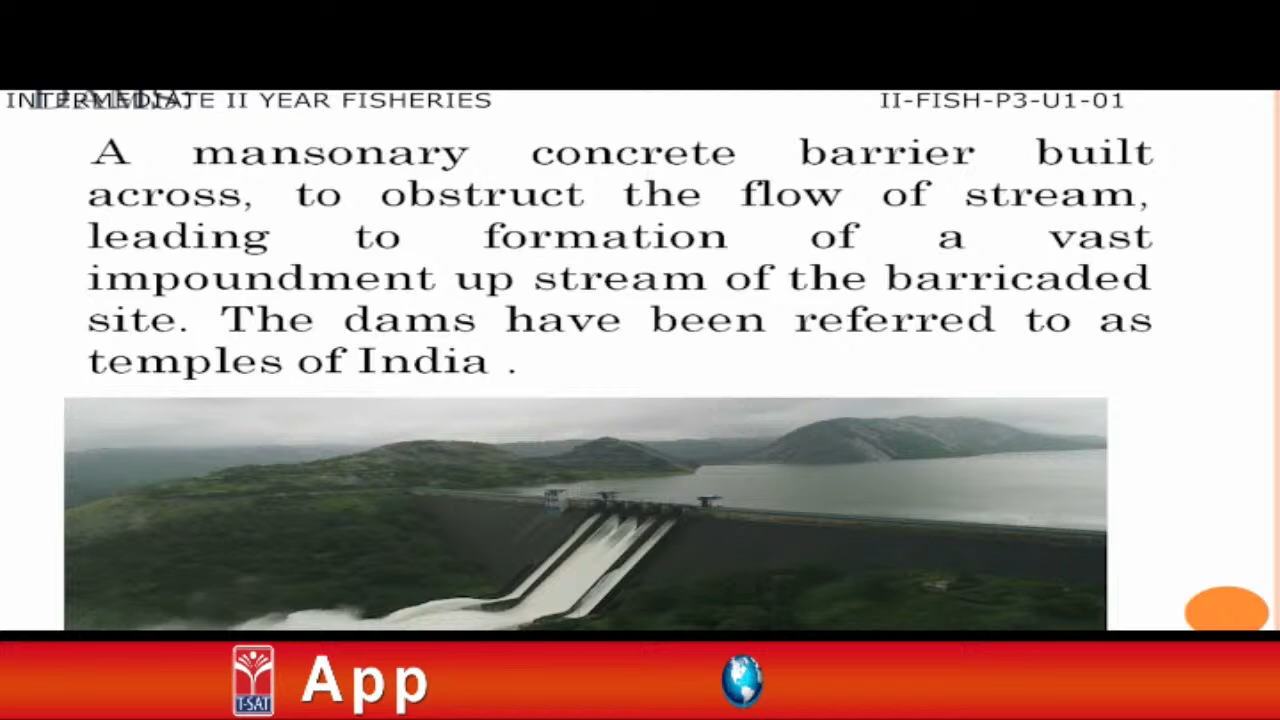 INTERMEDIATE II YEAR FISHERIES II-FISH-P3-U1-01
DAMS:
A mansonary concrete barrier built
across, to obstruct the flow of stream,
leading to formation of a vast
impoundment up stream of the barricaded
site. The dams have been referred to as
temples of India .
T-SAT App